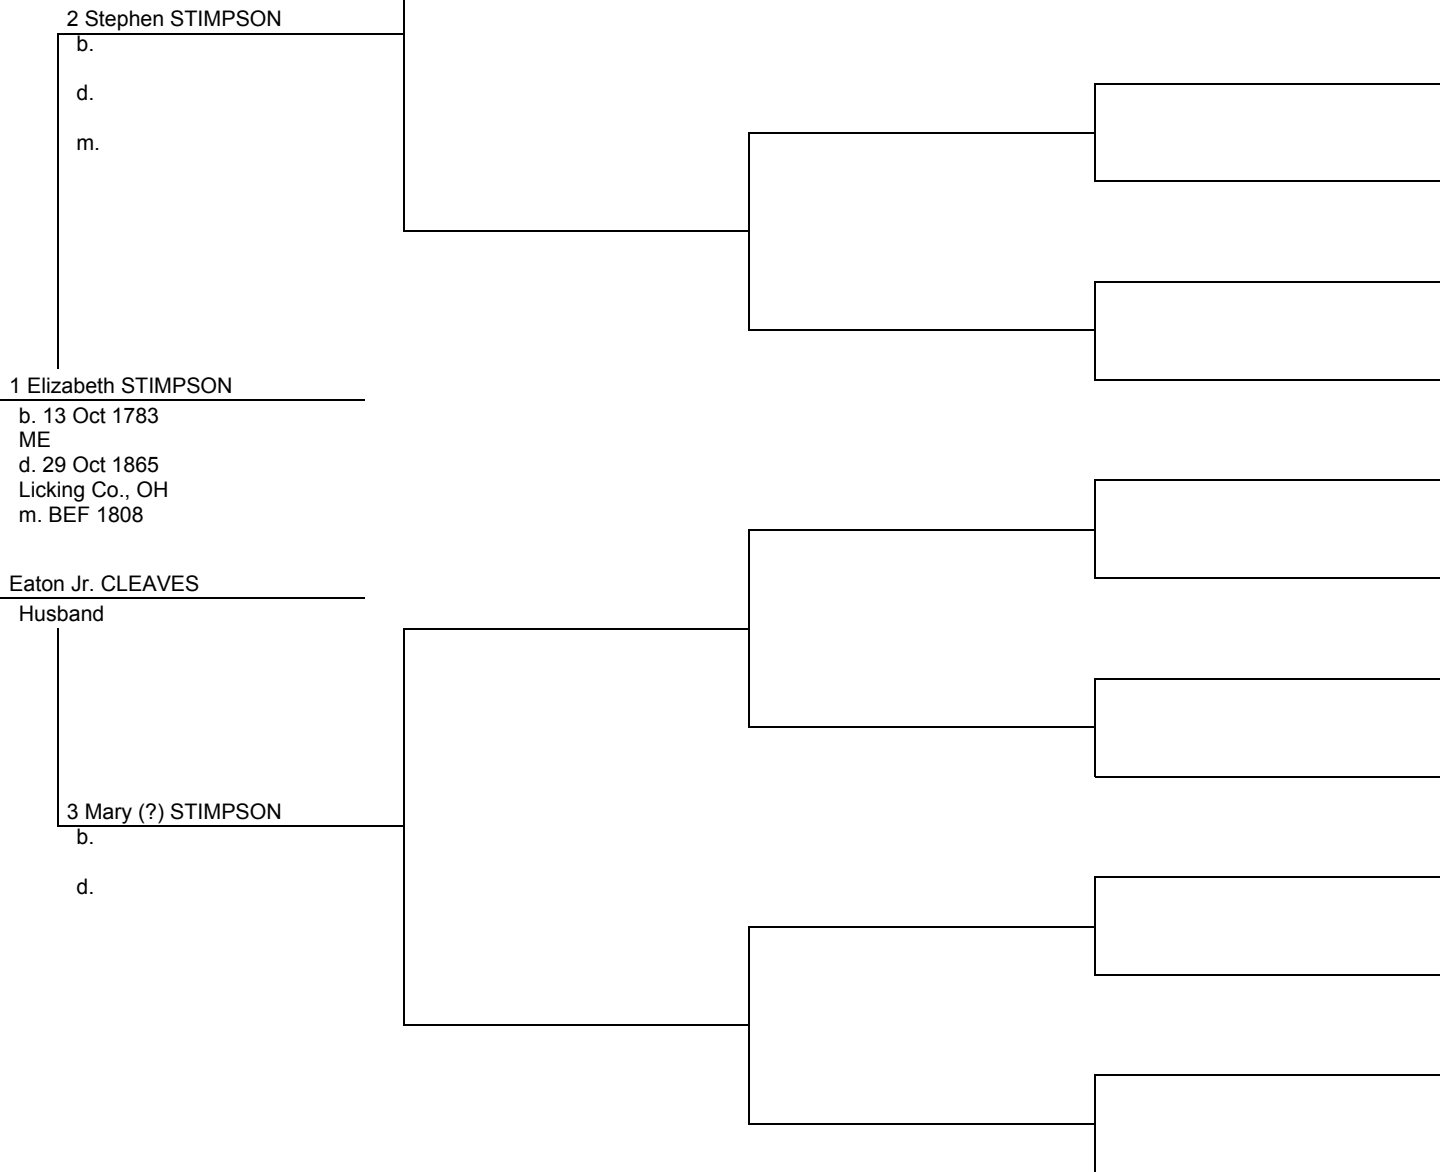 2 Stephen STIMPSON
b.
d.
m.
1 Elizabeth STIMPSON
b. 13 Oct 1783
ME
d. 29 Oct 1865
Licking Co., OH
m. BEF 1808
Eaton Jr. CLEAVES
Husband
3 Mary (?) STIMPSON
b.
d.